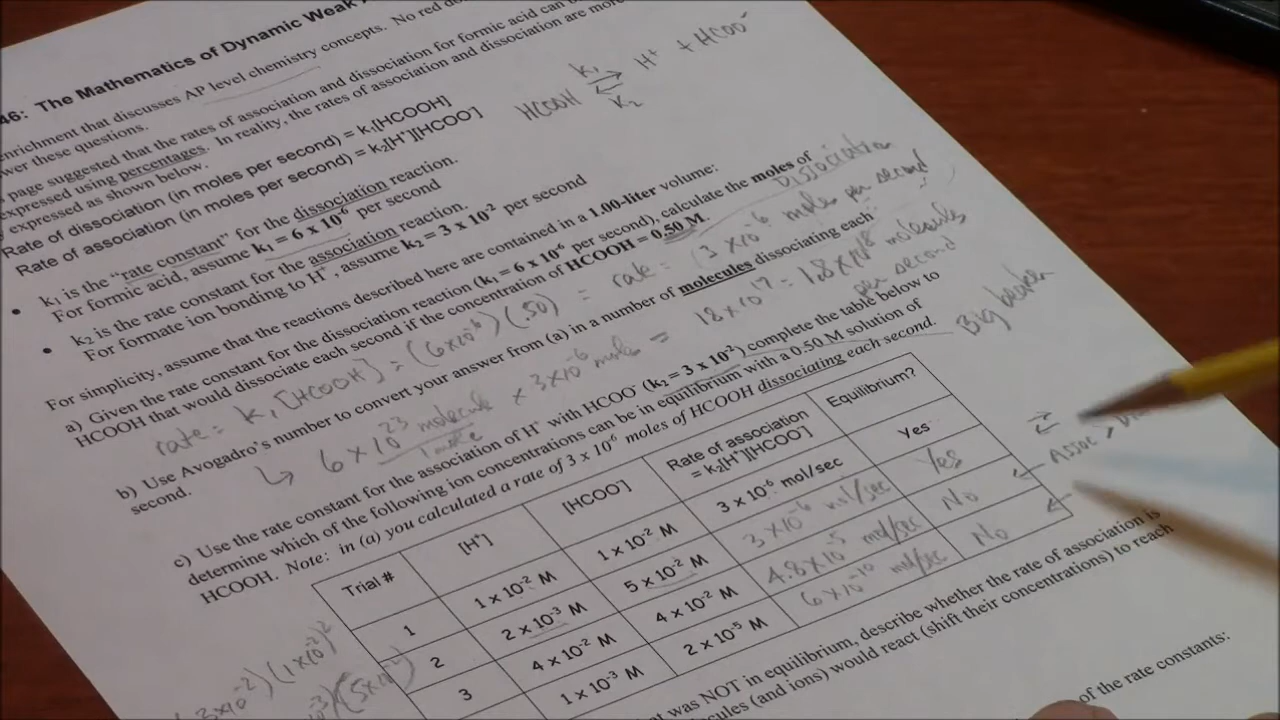 46: The Mathematics of Dynamic Weak
enrichment that discusses AP level chemistry concepts. No red
wer these questions.
page suggested that the rates of association and dissociation for formic acid can
expressed using percentages. In reality, the rates of association and dissociation are more
expressed as shown below.
Rate of dissociation (in moles per second) = k₁[HCOOH]
Rate of association (in moles per second) = k₂[H⁺][HCOO⁻]
HCOOH k₁ ⇌ k₂ H⁺ + HCOO⁻
• k₁ is the "rate constant" for the dissociation reaction.
For formic acid, assume k₁ = 6 x 10⁻⁶ per second
• k₂ is the rate constant for the association reaction.
For formate ion bonding to H⁺, assume k₂ = 3 x 10⁻² per second
For simplicity, assume that the reactions described here are contained in a 1.00-liter volume:
a) Given the rate constant for the dissociation reaction (k₁ = 6 x 10⁻⁶ per second), calculate the moles of
HCOOH that would dissociate each second if the concentration of HCOOH = 0.50 M.
Dissociation
rate = k₁[HCOOH] = (6x10⁻⁶)(.50) = rate = 3 x10⁻⁶ moles per second
b) Use Avogadro's number to convert your answer from (a) in a number of molecules dissociating each
second.
6 x 10²³ molecule / 1 mole x 3x10⁻⁶ mole = 18 x 10¹⁷ = 1.8 x 10¹⁸ molecules
per second
Big number
c) Use the rate constant for the association of H⁺ with HCOO⁻ (k₂ = 3 x 10⁻²) complete the table below to
determine which of the following ion concentrations can be in equilibrium with a 0.50 M solution of
HCOOH. Note: in (a) you calculated a rate of 3 x 10⁻⁶ moles of HCOOH dissociating each second.
Trial # [H⁺] [HCOO⁻] Rate of association = k₂[H⁺][HCOO⁻] Equilibrium?
1 1 x 10⁻² M 1 x 10⁻² M 3 x 10⁻⁶ mol/sec Yes
2 2 x 10⁻³ M 5 x 10⁻² M 3 x 10⁻⁶ mol/sec Yes
3 4 x 10⁻² M 4 x 10⁻² M 4.8 x 10⁻⁵ mol/sec No
1 x 10⁻³ M 2 x 10⁻⁵ M 6 x 10⁻¹⁰ mol/sec No
⇌
Assoc >
3x10⁻²)(1x10⁻²)²
was NOT in equilibrium, describe whether the rate of association is
molecules (and ions) would react (shift their concentrations) to reach
of the rate constants: